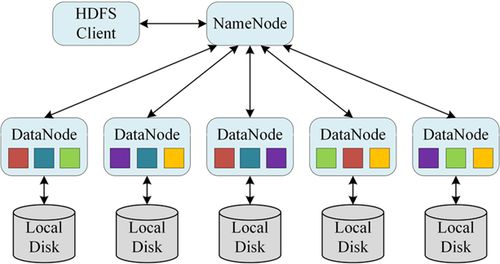 HDFS
Client
NameNode
DataNode
DataNode
DataNode
DataNode
DataNode
Local
Disk
Local
Disk
Local
Disk
Local
Disk
Local
Disk